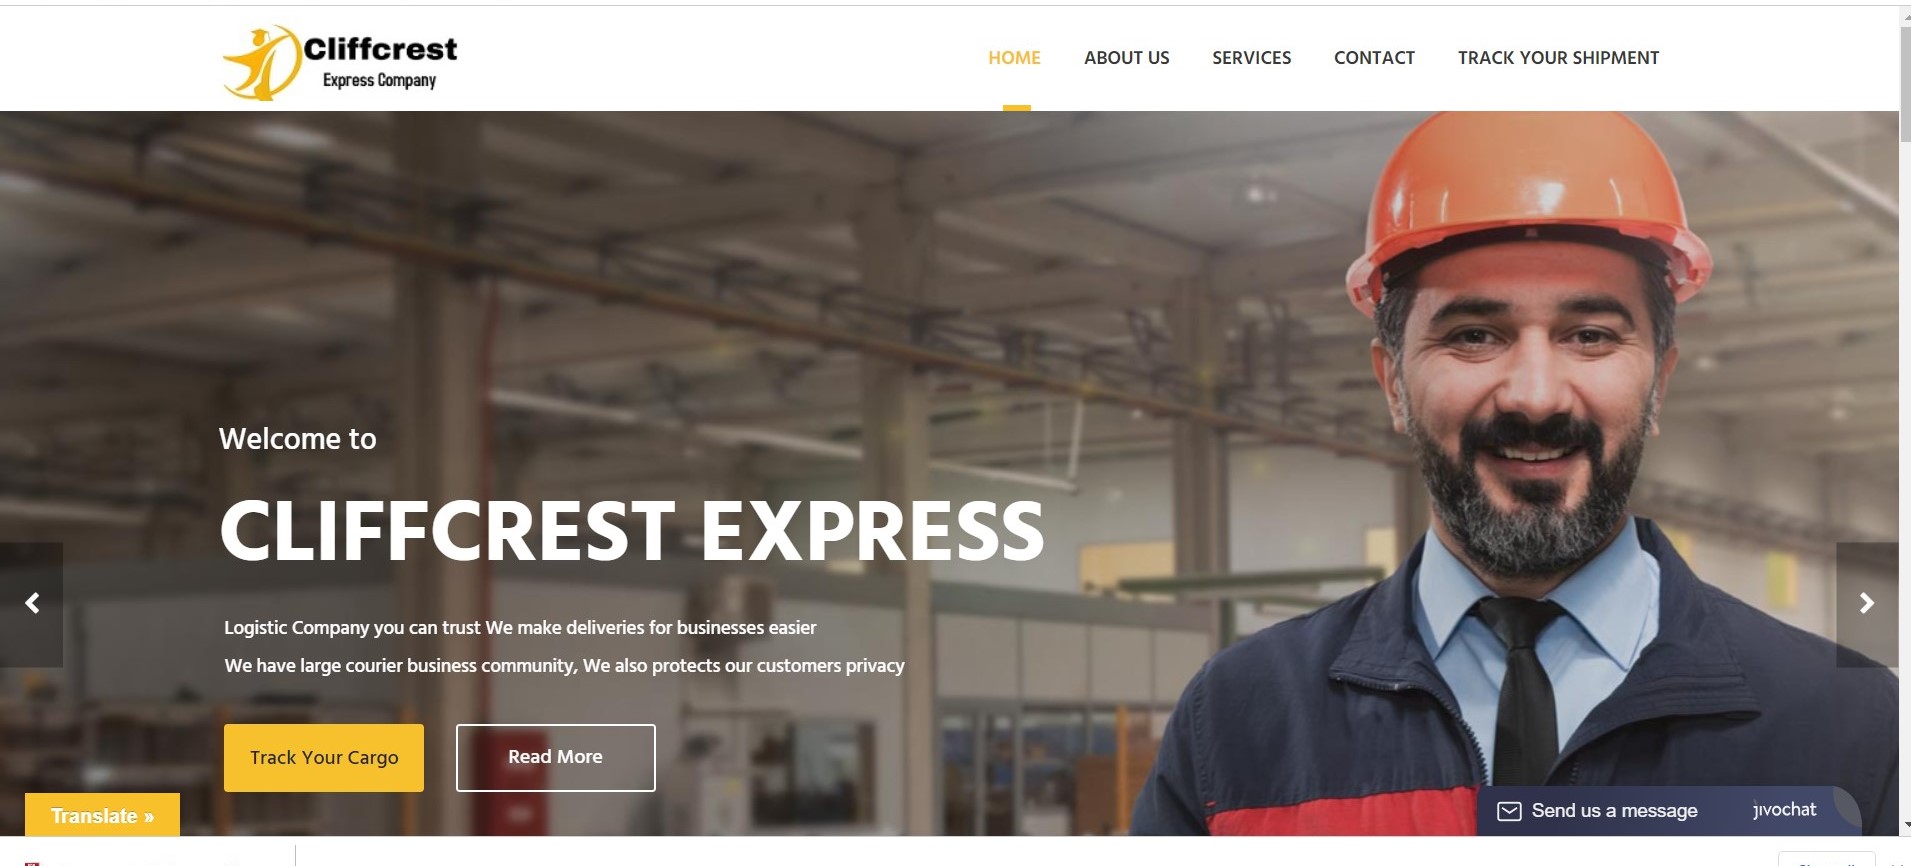 Cliffcrest
Express Company
HOME ABOUT US SERVICES CONTACT TRACK YOUR SHIPMENT
Welcome to
CLIFFCREST EXPRESS
Logistic Company you can trust We make deliveries for businesses easier
We have large courier business community, We also protects our customers privacy
Track Your Cargo Read More
Translate »
Send us a message jivochat